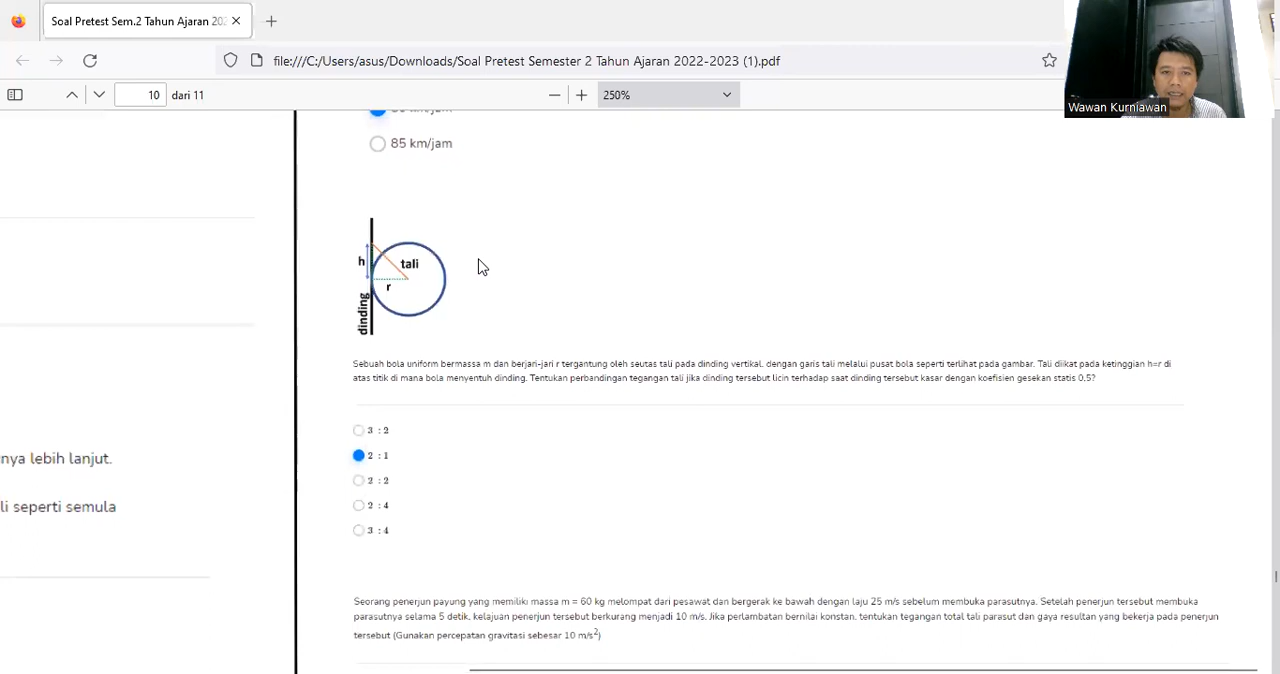 Soal Pretest Sem.2 Tahun Ajaran 202
file:///C:/Users/asus/Downloads/Soal Pretest Semester 2 Tahun Ajaran 2022-2023 (1).pdf
10 dari 11
250%
Wawan Kurniawan
85 km/jam
h
tali
r
dinding
Sebuah bola uniform bermassa m dan berjari-jari r tergantung oleh seutas tali pada dinding vertikal, dengan garis tali melalui pusat bola seperti terlihat pada gambar. Tali diikat pada ketinggian h=r di
atas titik di mana bola menyentuh dinding. Tentukan perbandingan tegangan tali jika dinding tersebut licin terhadap saat dinding tersebut kasar dengan koefisien gesekan statis 0,5?
3 : 2
2 : 1
2 : 2
2 : 4
3 : 4
nya lebih lanjut.
li seperti semula
Seorang penerjun payung yang memiliki massa m = 60 kg melompat dari pesawat dan bergerak ke bawah dengan laju 25 m/s sebelum membuka parasutnya. Setelah penerjun tersebut membuka
parasutnya selama 5 detik, kelajuan penerjun tersebut berkurang menjadi 10 m/s. Jika perlambatan bernilai konstan, tentukan tegangan total tali parasut dan gaya resultan yang bekerja pada penerjun
tersebut (Gunakan percepatan gravitasi sebesar 10 m/s²)